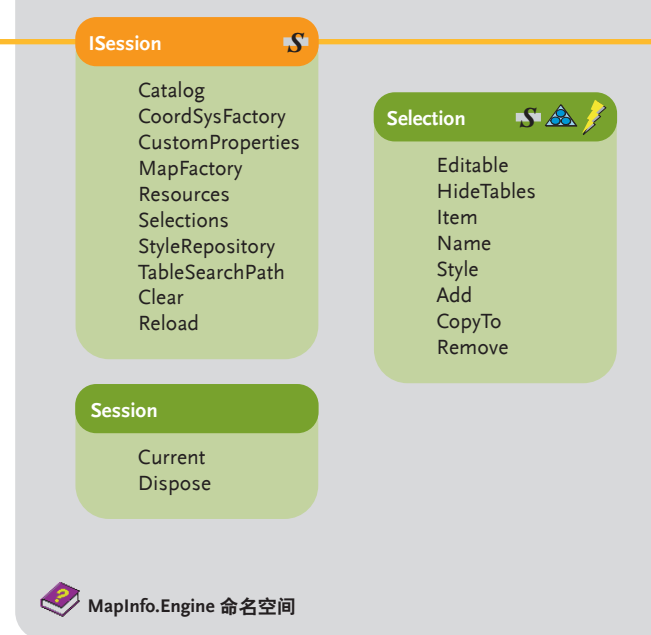 ISession S
Catalog
CoordSysFactory
CustomProperties
MapFactory
Resources
Selections
StyleRepository
TableSearchPath
Clear
Reload
Selection S
Editable
HideTables
Item
Name
Style
Add
CopyTo
Remove
Session
Current
Dispose
? MapInfo.Engine 命名空间